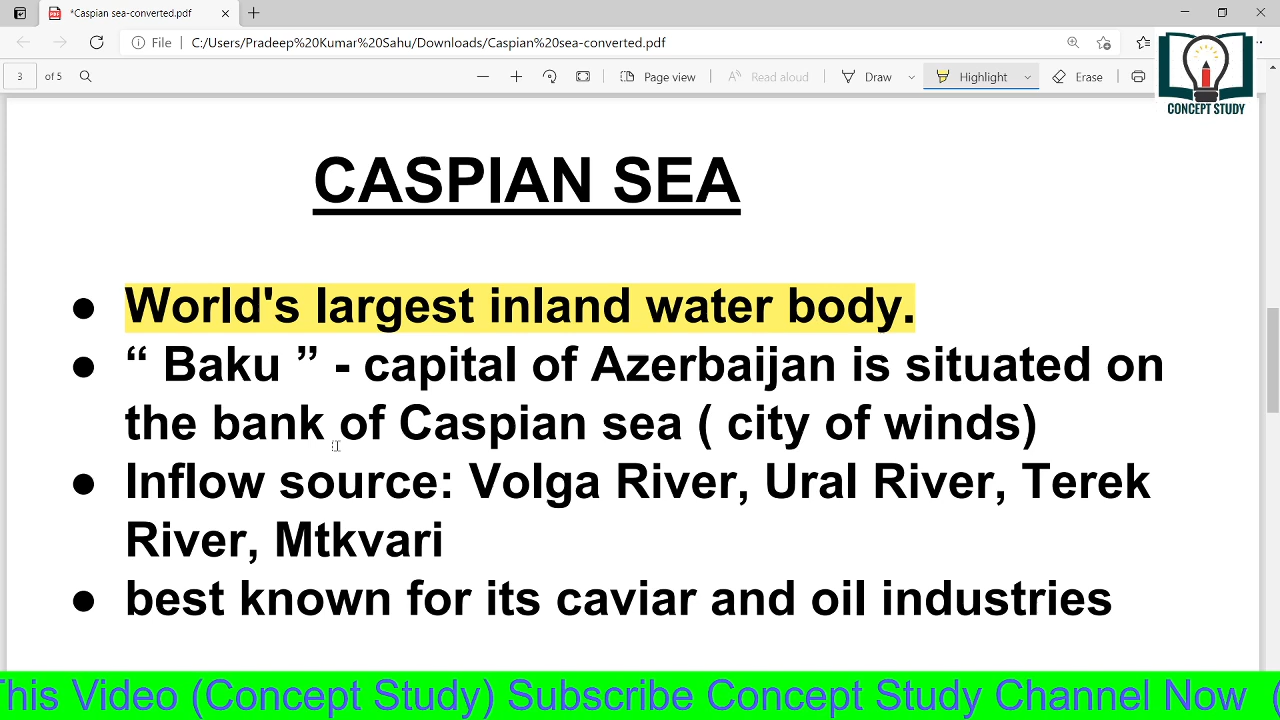 *Caspian sea-converted.pdf
File C:/Users/Pradeep%20Kumar%20Sahu/Downloads/Caspian%20sea-converted.pdf
3 of 5 Page view Read aloud Draw Highlight Erase
CONCEPT STUDY
CASPIAN SEA
● World's largest inland water body.
● “ Baku ” - capital of Azerbaijan is situated on
the bank of Caspian sea ( city of winds)
● Inflow source: Volga River, Ural River, Terek
River, Mtkvari
● best known for its caviar and oil industries
This Video (Concept Study) Subscribe Concept Study Channel Now (